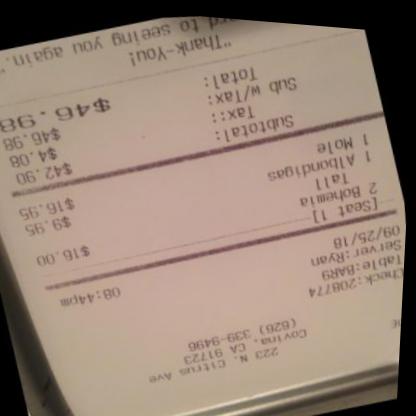 223 N. Citrus Ave
Covina, CA 91723
(626) 339-9496
Check:208774
Table:BAR9
Server:Ryan
09/25/18 08:44pm
[Seat 1]
2 Bohemia $16.00
Tall
1 Albondigas $9.95
1 Mole $16.95
Subtotal: $42.90
Tax:: $4.08
Sub w/Tax: $46.98
Total: $46.98
"Thank-You!
to seeing you again.